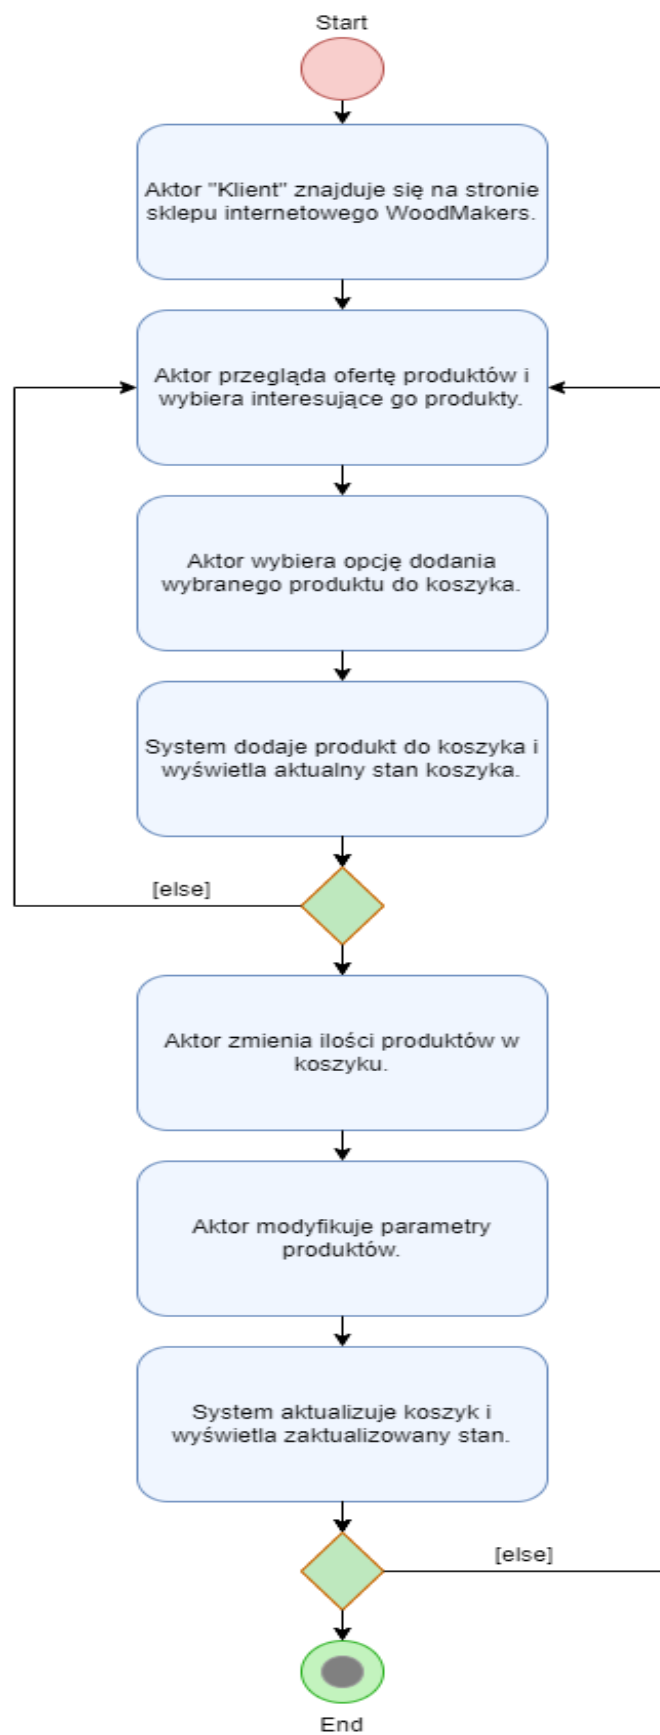 Start
Aktor "Klient" znajduje się na stronie
sklepu internetowego WoodMakers.
Aktor przegląda ofertę produktów i
wybiera interesujące go produkty.
Aktor wybiera opcję dodania
wybranego produktu do koszyka.
System dodaje produkt do koszyka i
wyświetla aktualny stan koszyka.
[else]
Aktor zmienia ilości produktów w
koszyku.
Aktor modyfikuje parametry
produktów.
System aktualizuje koszyk i
wyświetla zaktualizowany stan.
[else]
End